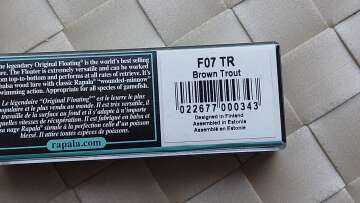 he legendary "Original Floating" is the world's best selling
The Floater is extremely versatile and can be worked
top-to-bottom and performs at all rates of retrieve. It's
balsa wood lure with classic Rapala "wounded-minnow"
swimming action. Appropriate for all species of gamefish.
Le légendaire "Original Floating" est le leurre le plus
populaire et le plus vendu au monde. Il est très versatile, il
travaille de la surface au fond et il s'adapte à
quelles vitesses de récupération. Il est fabriqué en balsa et
sa nage Rapala simule à la perfection celle d'un poisson
blessé. Il attire toutes espèces de poissons.
rapala.com
F07 TR
Brown Trout
022677 000343
Designed in Finland
Assembled in Estonia
Assemblé en Estonie